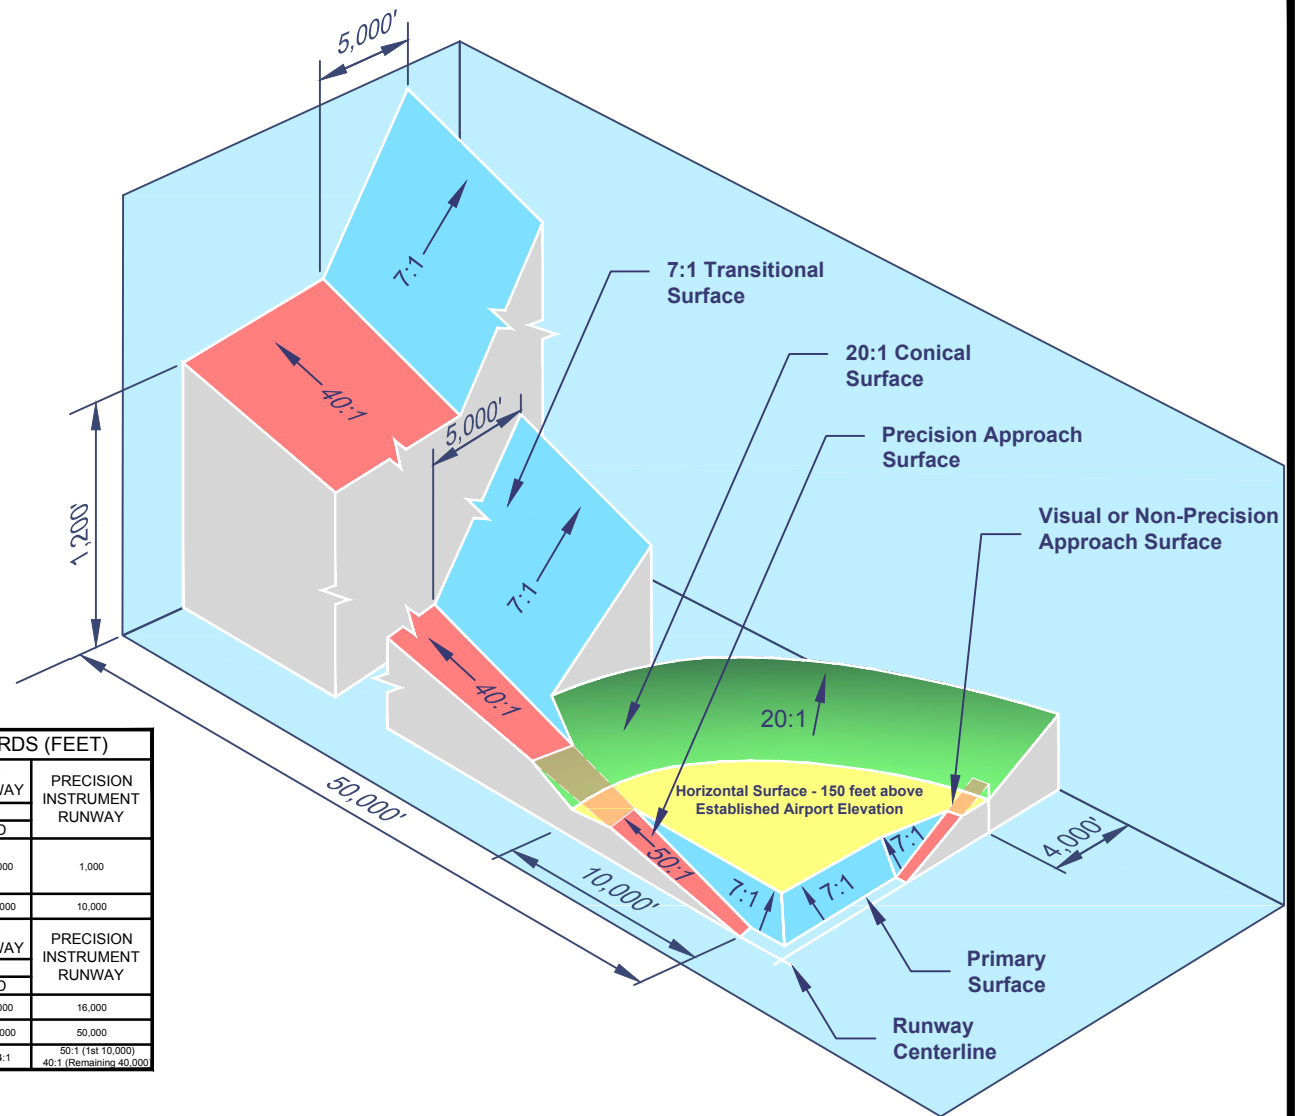 5,000'
7:1
7:1 Transitional
Surface
20:1 Conical
Surface
40:1
5,000'
Precision Approach
Surface
1,200'
Visual or Non-Precision
Approach Surface
7:1
40:1
20:1
50,000'
Horizontal Surface - 150 feet above
Established Airport Elevation
50:1
10,000'
7:1
7:1
7:1
4,000'
Primary
Surface
Runway
Centerline
(FEET)
PRECISION
INSTRUMENT
RUNWAY
D
1,000
10,000
PRECISION
INSTRUMENT
RUNWAY
D
16,000
50,000
50:1 (1st 10,000)
40:1 (Remaining 40,000)